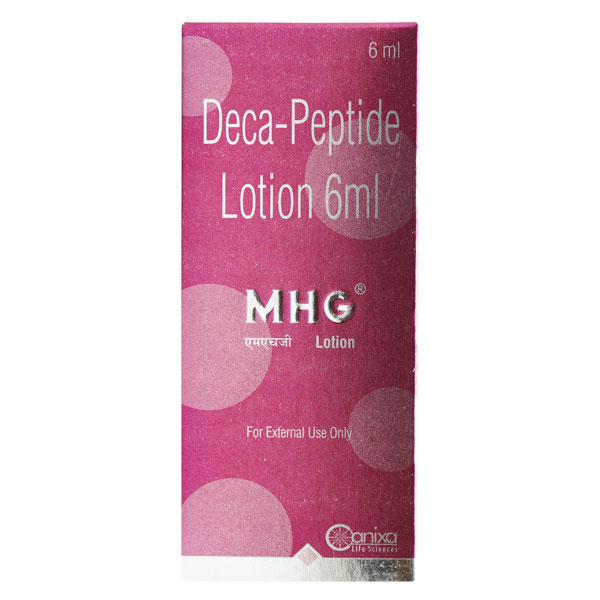 6 ml
Deca-Peptide
Lotion 6ml
MHG®
एमएचजी Lotion
For External Use Only
Canixa
Life Sciences